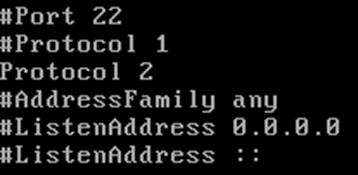 #Port 22
#Protocol 1
Protocol 2
#AddressFamily any
#ListenAddress 0.0.0.0
#ListenAddress ::